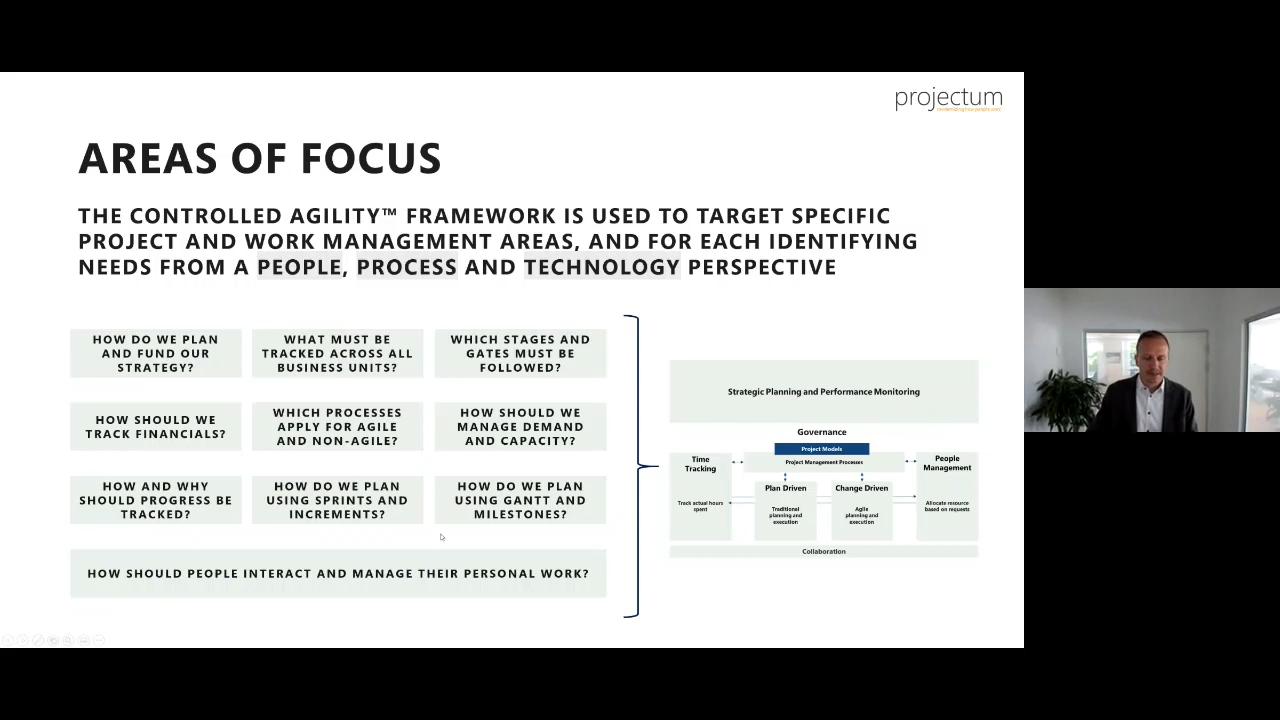 projectum
AREAS OF FOCUS
THE CONTROLLED AGILITY™ FRAMEWORK IS USED TO TARGET SPECIFIC
PROJECT AND WORK MANAGEMENT AREAS, AND FOR EACH IDENTIFYING
NEEDS FROM A PEOPLE, PROCESS AND TECHNOLOGY PERSPECTIVE
HOW DO WE PLAN
AND FUND OUR
STRATEGY?
WHAT MUST BE
TRACKED ACROSS ALL
BUSINESS UNITS?
WHICH STAGES AND
GATES MUST BE
FOLLOWED?
HOW SHOULD WE
TRACK FINANCIALS?
WHICH PROCESSES
APPLY FOR AGILE
AND NON-AGILE?
HOW SHOULD WE
MANAGE DEMAND
AND CAPACITY?
HOW AND WHY
SHOULD PROGRESS BE
TRACKED?
HOW DO WE PLAN
USING SPRINTS AND
INCREMENTS?
HOW DO WE PLAN
USING GANTT AND
MILESTONES?
HOW SHOULD PEOPLE INTERACT AND MANAGE THEIR PERSONAL WORK?
Strategic Planning and Performance Monitoring
Governance
Project Models
Project Management Processes
Time
Tracking
Track actual hours
spent
Plan Driven
Traditional
planning and
execution
Change Driven
Agile
planning and
execution
People
Management
Allocate resource
based on requests
Collaboration